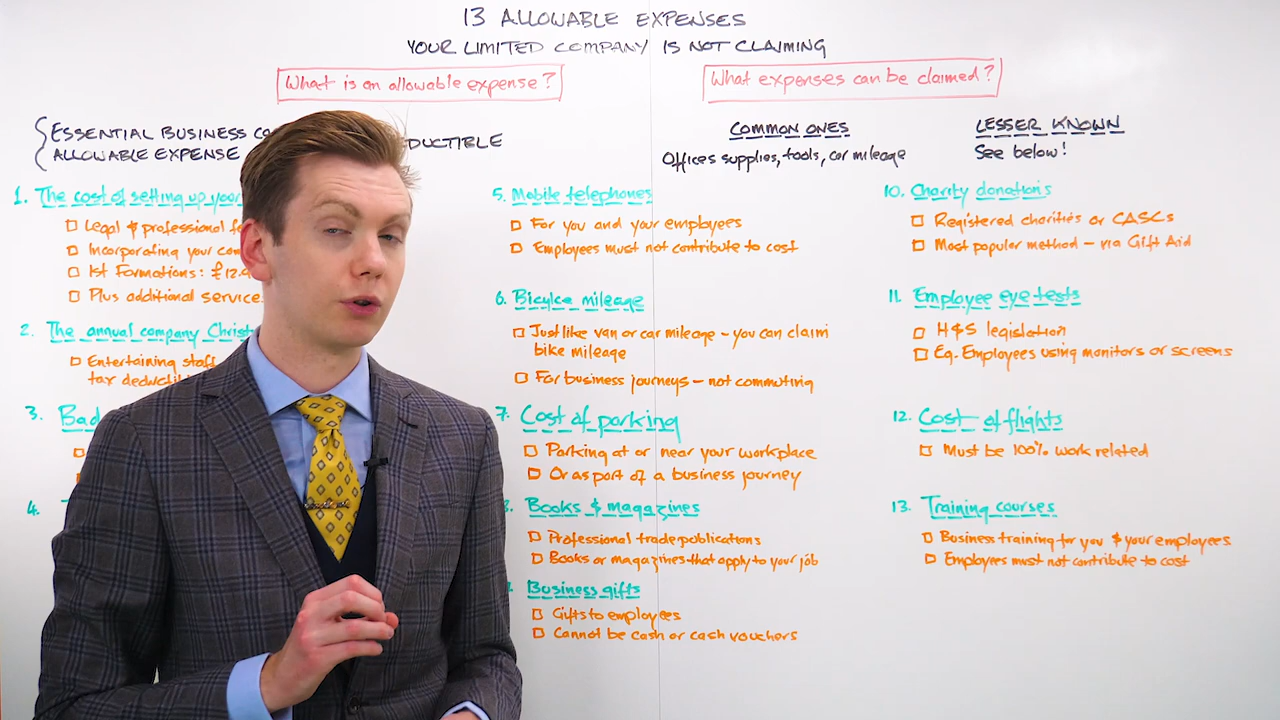 13 ALLOWABLE EXPENSES
YOUR LIMITED COMPANY IS NOT CLAIMING
What is an allowable expense?
ESSENTIAL BUSINESS
ALLOWABLE EXPENSE
1. The cost of setting up your
Legal & professional
Incorporating your
1st Formations:
Plus additional
2. The annual company
Entertaining staff
tax
3. Bad
4.
What expenses can be claimed?
COMMON ONES
Offices supplies, tools, car mileage
LESSER KNOWN
See below!
5. Mobile telephones
For you and your employees
Employees must not contribute to cost
6. Bicylce mileage
Just like van or car mileage – you can claim
bike mileage
For business journeys – not commuting
7. Cost of parking
Parking at or near your workplace
Or as part of a business journey
Books & magazines
Professional trade publications
Books or magazines that apply to your job
Business gifts
Gifts to employees
Cannot be cash or cash vouchers
10. Charity donations
Registered charities or CASCs
Most popular method – via Gift Aid
11. Employee eye tests
H&S legislation
Eg. Employees using monitors or screens
12. Cost of flights
Must be 100% work related
13. Training courses
Business training for you & your employees
Employees must not contribute to cost